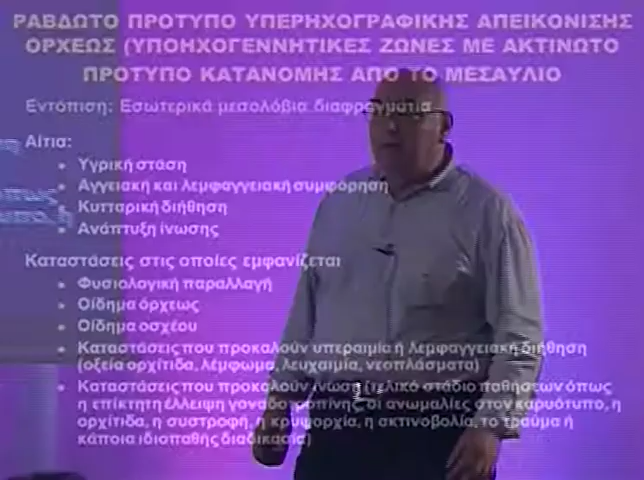 ΡΑΒΔΩΤΟ ΠΡΟΤΥΠΟ ΥΠΕΡΗΧΟΓΡΑΦΙΚΗΣ ΑΠΕΙΚΟΝΙΣΗΣ
ΟΡΧΕΩΣ (ΥΠΟΗΧΟΓΕΝΝΗΤΙΚΕΣ ΖΩΝΕΣ ΜΕ ΑΚΤΙΝΩΤΟ
ΠΡΟΤΥΠΟ ΚΑΤΑΝΟΜΗΣ ΑΠΟ ΤΟ ΜΕΣΑΥΛΙΟ
Εντόπιση: Εσωτερικά μεσολόβια διαφραγμάτια
Αίτια:
Υγρική στάση
Αγγειακή και λεμφαγγειακή συμφόρηση
Κυτταρική διήθηση
Ανάπτυξη ίνωσης
Καταστάσεις στις οποίες εμφανίζεται
Φυσιολογική παραλλαγή
Οίδημα όρχεως
Οίδημα οσχέου
Καταστάσεις που προκαλούν υπεραιμία ή λεμφαγγειακή διήθηση
(οξεία ορχίτιδα, λέμφωμα, λευχαιμία, νεοπλάσματα)
Καταστάσεις που προκαλούν ίνωση (τελικό στάδιο παθήσεων όπως
η επίκτητη έλλειψη γοναδοτροπίνης, οι ανωμαλίες στον καρυότυπο, η
ορχίτιδα, η συστροφή, η κρυψορχία, η ακτινοβολία, το τραύμα ή
κάποια ιδιοπαθής διαδικασία)